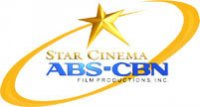 STAR CINEMA
ABS-CBN
FILM PRODUCTIONS INC.